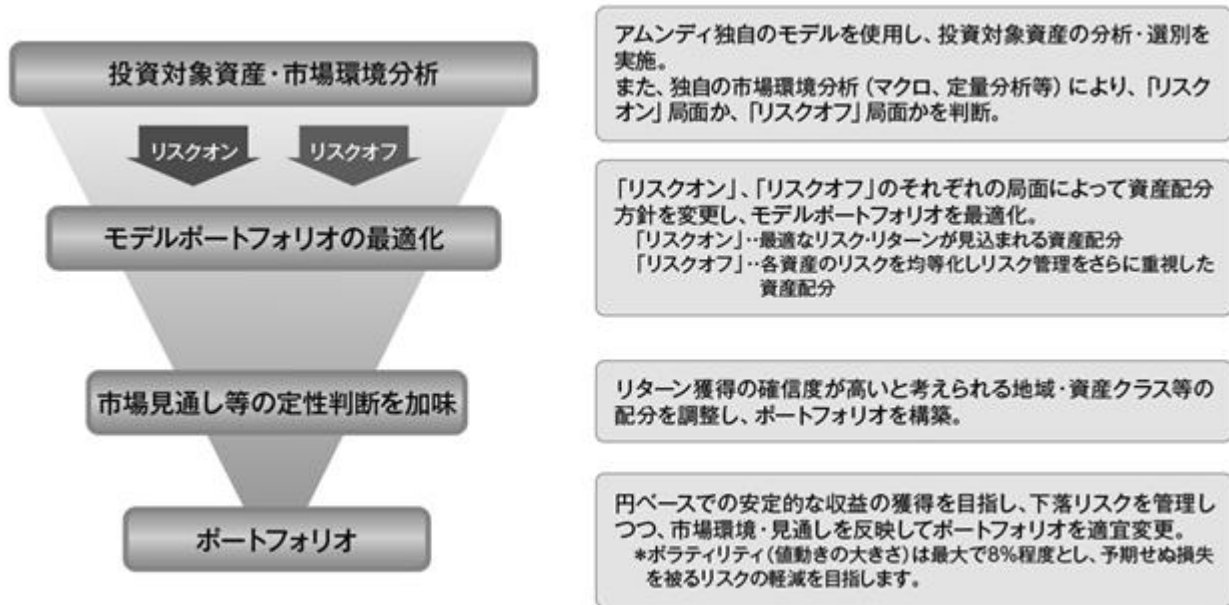 投資対象資産・市場環境分析
アムンディ独自のモデルを使用し、投資対象資産の分析・選別を
実施。
また、独自の市場環境分析（マクロ、定量分析等）により、「リスク
オン」局面か、「リスクオフ」局面かを判断。
リスクオン
リスクオフ
モデルポートフォリオの最適化
「リスクオン」、「リスクオフ」のそれぞれの局面によって資産配分
方針を変更し、モデルポートフォリオを最適化。
「リスクオン」‥最適なリスク・リターンが見込まれる資産配分
「リスクオフ」‥各資産のリスクを均等化しリスク管理をさらに重視した
資産配分
市場見通し等の定性判断を加味
リターン獲得の確信度が高いと考えられる地域・資産クラス等の
配分を調整し、ポートフォリオを構築。
ポートフォリオ
円ベースでの安定的な収益の獲得を目指し、下落リスクを管理し
つつ、市場環境・見通しを反映してポートフォリオを適宜変更。
＊ボラティリティ（値動きの大きさ）は最大で8%程度とし、予期せぬ損失
を被るリスクの軽減を目指します。